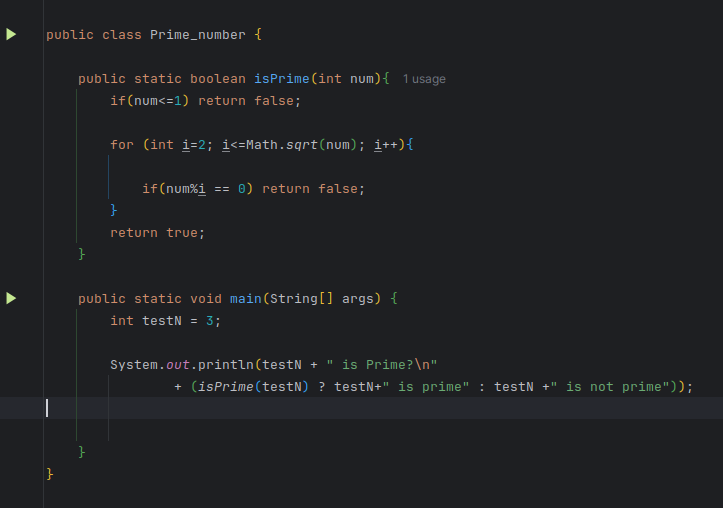 public class Prime_number {
public static boolean isPrime(int num){ 1 usage
if(num<=1) return false;
for (int i=2; i<=Math.sqrt(num); i++){
if(num%i == 0) return false;
}
return true;
}
public static void main(String[] args) {
int testN = 3;
System.out.println(testN + " is Prime?\n"
+ (isPrime(testN) ? testN+" is prime" : testN +" is not prime"));
}
}